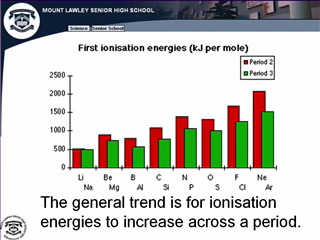 MOUNT LAWLEY SENIOR HIGH SCHOOL
Science Senior School
First ionisation energies (kJ per mole)
Period 2
Period 3
2500
2000
1500
1000
500
0
Li Be B C N O F Ne
Na Mg Al Si P S Cl Ar
The general trend is for ionisation
energies to increase across a period.